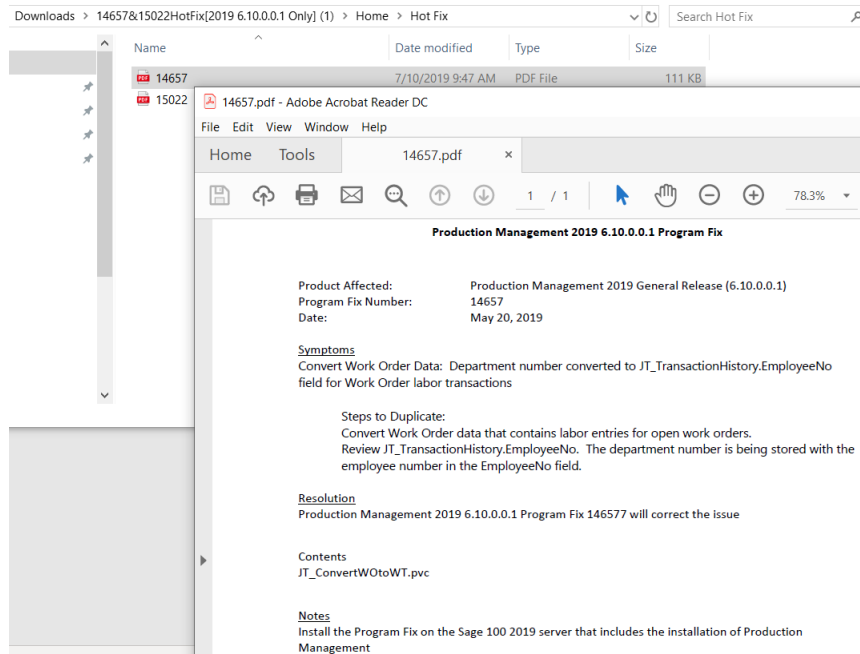 Downloads > 14657&15022HotFix[2019 6.10.0.0.1 Only] (1) > Home > Hot Fix
Search Hot Fix
Name Date modified Type Size
PDF 14657 7/10/2019 9:47 AM PDF File 111 KB
PDF 15022
14657.pdf - Adobe Acrobat Reader DC
File Edit View Window Help
Home Tools 14657.pdf ×
1 / 1 78.3%
Production Management 2019 6.10.0.0.1 Program Fix
Product Affected: Production Management 2019 General Release (6.10.0.0.1)
Program Fix Number: 14657
Date: May 20, 2019
Symptoms
Convert Work Order Data: Department number converted to JT_TransactionHistory.EmployeeNo
field for Work Order labor transactions
Steps to Duplicate:
Convert Work Order data that contains labor entries for open work orders.
Review JT_TransactionHistory.EmployeeNo. The department number is being stored with the
employee number in the EmployeeNo field.
Resolution
Production Management 2019 6.10.0.0.1 Program Fix 146577 will correct the issue
Contents
JT_ConvertWOtoWT.pvc
Notes
Install the Program Fix on the Sage 100 2019 server that includes the installation of Production
Management